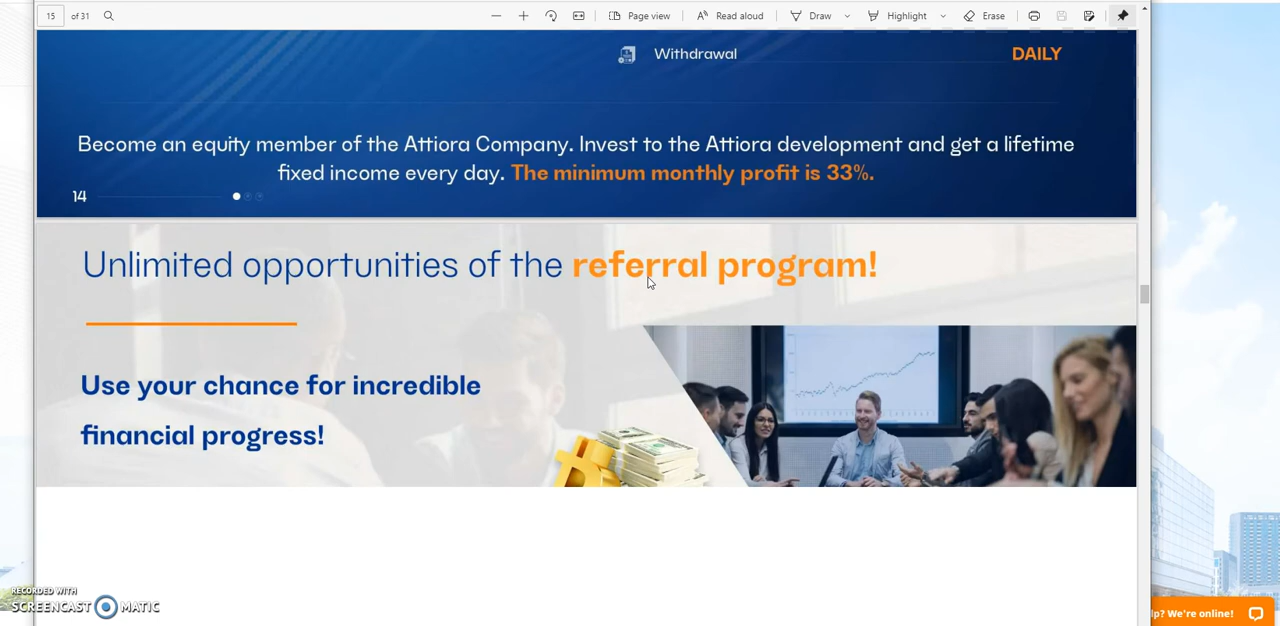 15 of 31 Page view Read aloud Draw Highlight Erase
Withdrawal DAILY
Become an equity member of the Attiora Company. Invest to the Attiora development and get a lifetime
fixed income every day. The minimum monthly profit is 33%.
14
Unlimited opportunities of the referral program!
Use your chance for incredible
financial progress!
RECORDED WITH
SCREENCAST MATIC
lp? We're online!